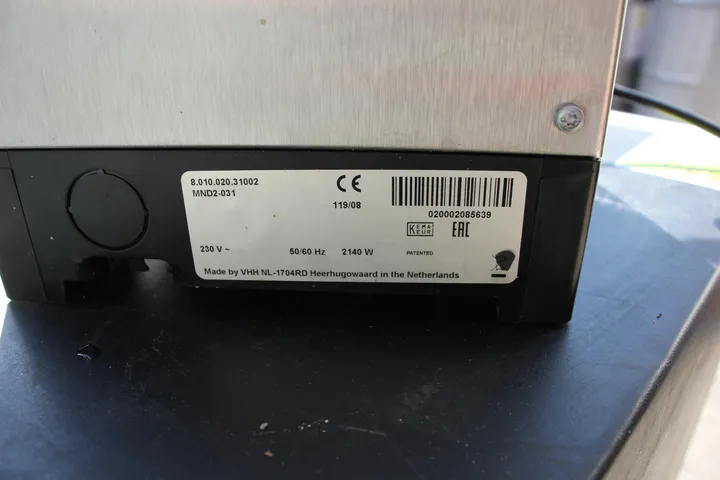 8.010.020.31002
MND2-031
CE
119/08
020002085639
KEMA
KEUR
EAC
230 V ~ 50/60 Hz 2140 W PATENTED
Made by VHH NL-1704RD Heerhugowaard in the Netherlands